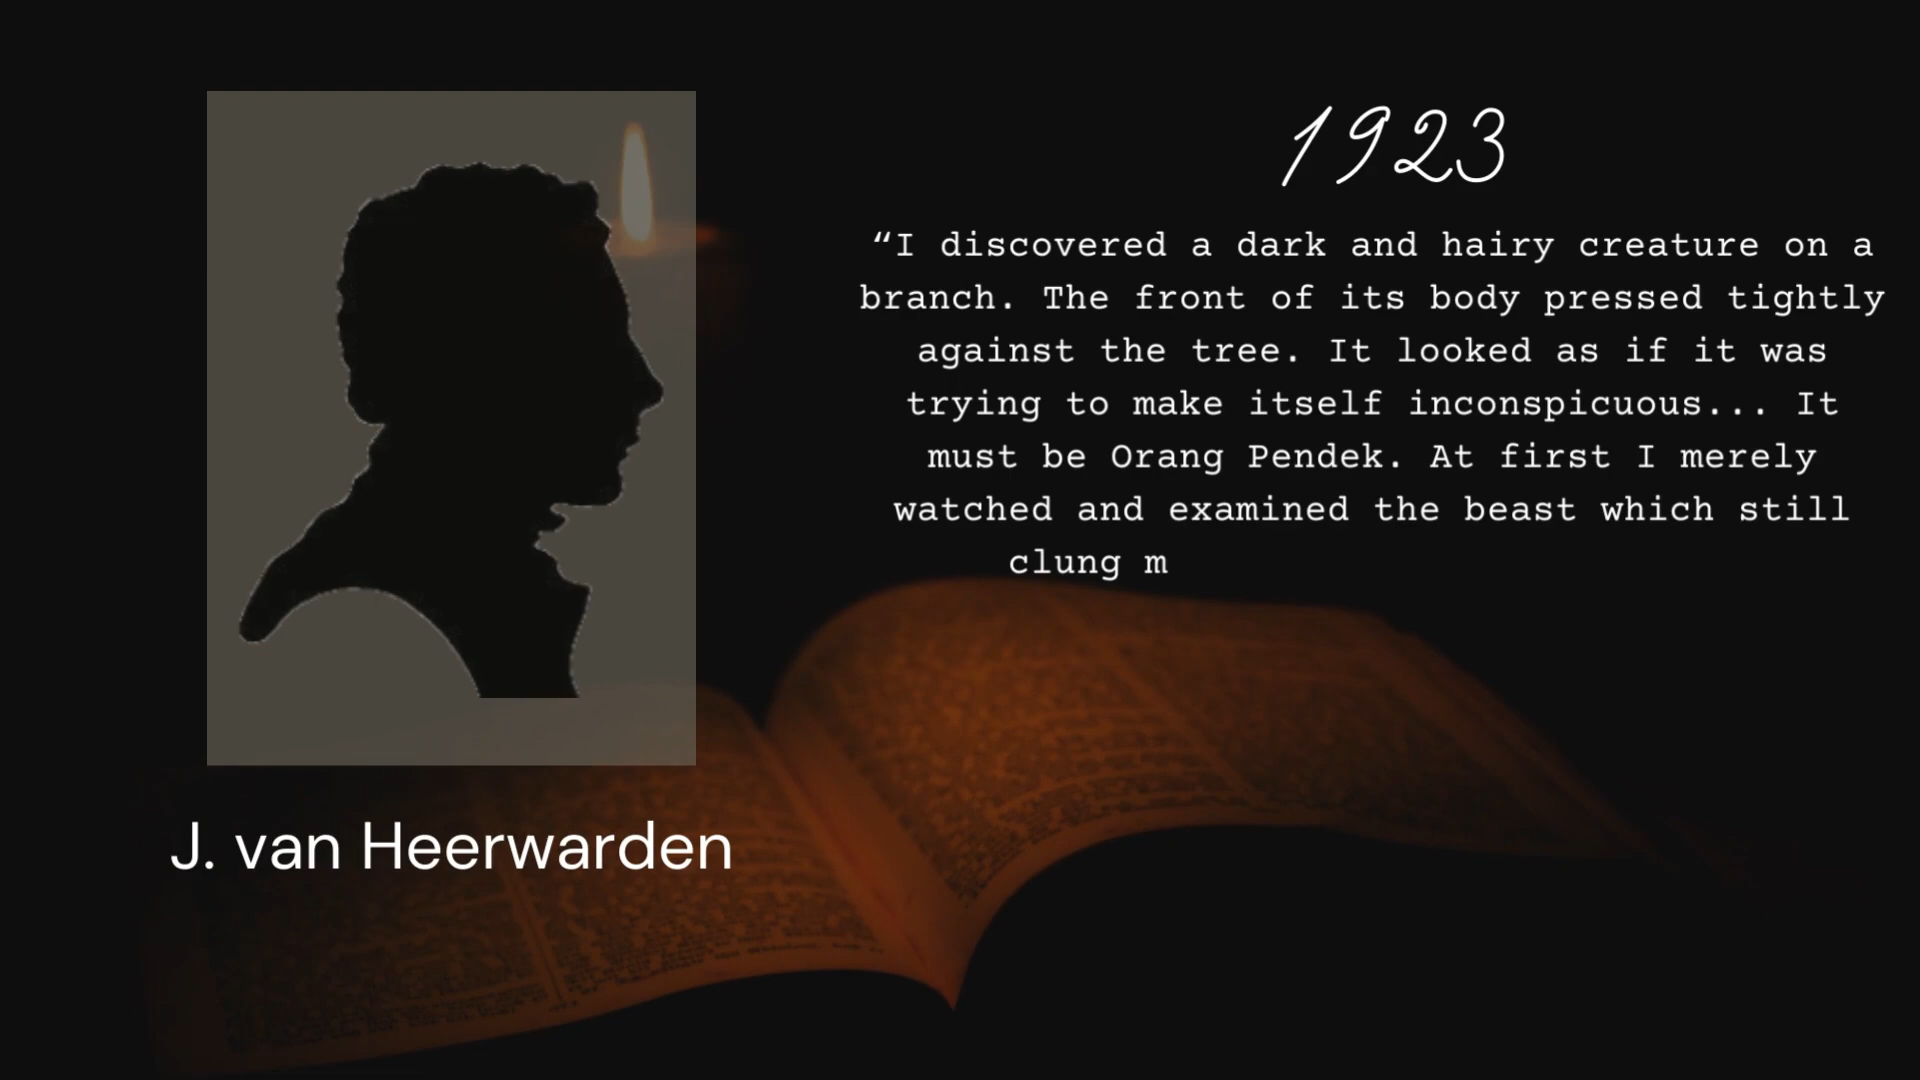 1923
“I discovered a dark and hairy creature on a
branch. The front of its body pressed tightly
against the tree. It looked as if it was
trying to make itself inconspicuous... It
must be Orang Pendek. At first I merely
watched and examined the beast which still
clung m
J. van Heerwarden